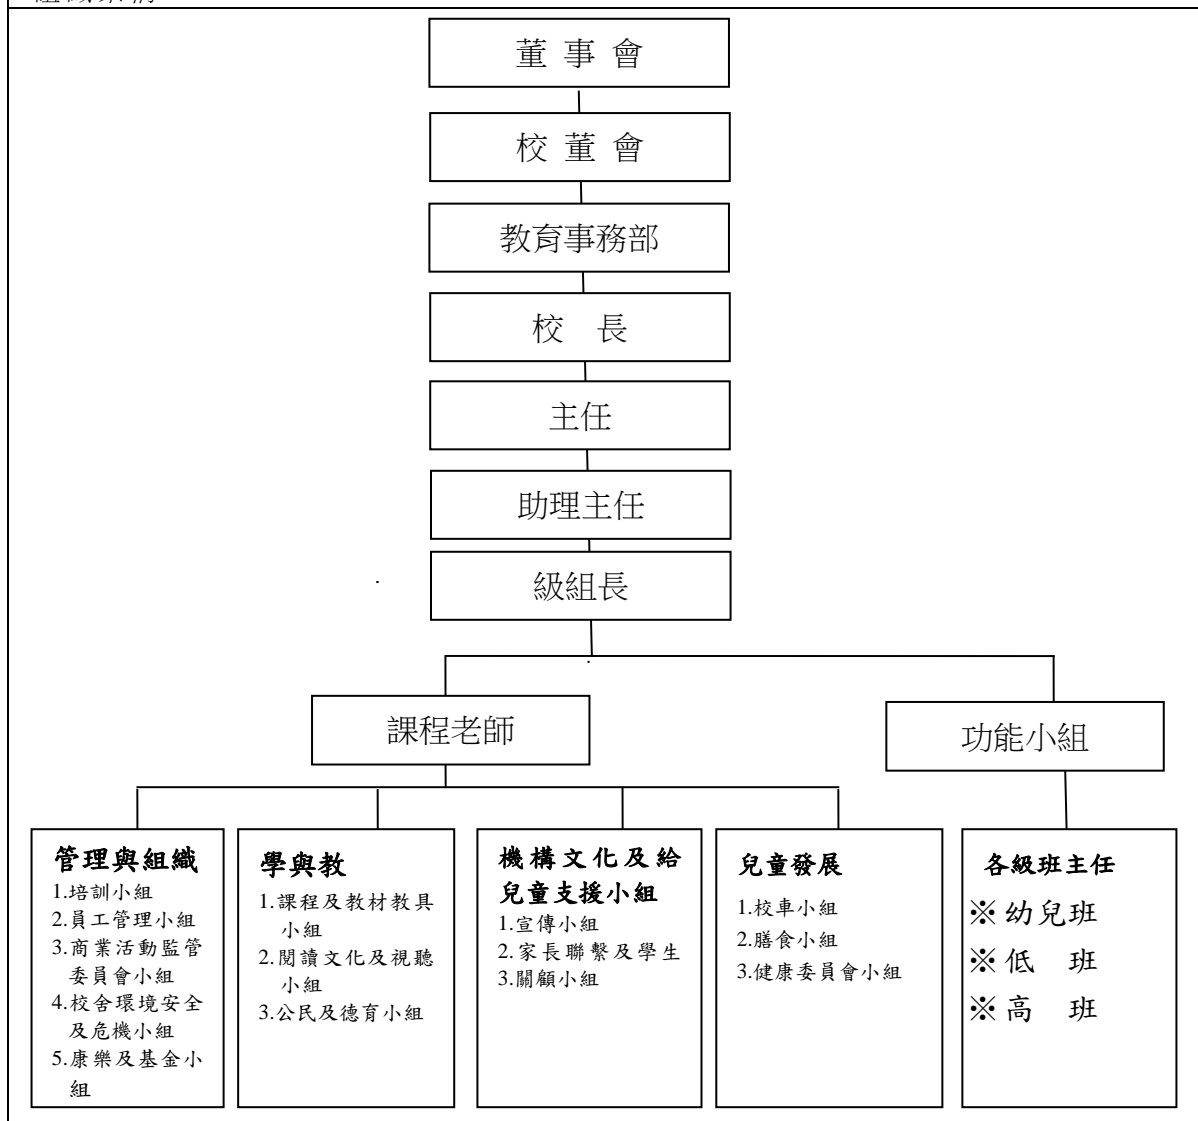 董 事 會
校 董 會
教育事務部
校 長
主任
助理主任
級組長
課程老師
功能小組
管理與組織
1.培訓小組
2.員工管理小組
3.商業活動監管
委員會小組
4.校舍環境安全
及危機小組
5.康樂及基金小
組
學與教
1.課程及教材教具
小組
2.閱讀文化及視聽
小組
3.公民及德育小組
機構文化及給
兒童支援小組
1.宣傳小組
2.家長聯繫及學生
3.關顧小組
兒童發展
1.校車小組
2.膳食小組
3.健康委員會小組
各級班主任
※幼兒班
※低 班
※高 班